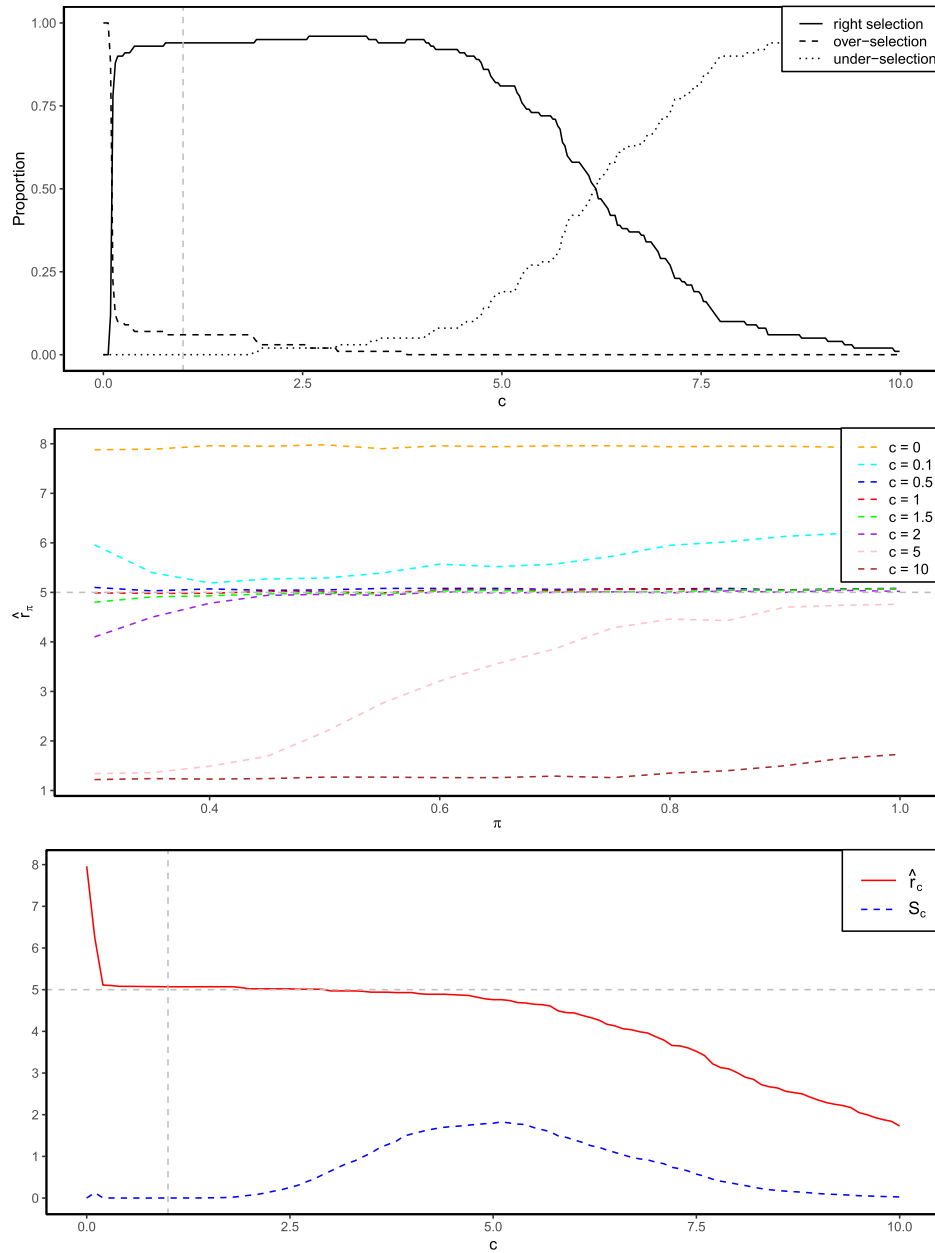 right selection
over−selection
under−selection
1.00
0.75
0.50
0.25
0.00
Proportion
0.0 2.5 5.0 7.5 10.0
c
c = 0
c = 0.1
c = 0.5
c = 1
c = 1.5
c = 2
c = 5
c = 10
8
7
6
5
4
3
2
1
r̂π
0.4 0.6 0.8 1.0
π
r̂c
Sc
8
7
6
5
4
3
2
1
0
0.0 2.5 5.0 7.5 10.0
c